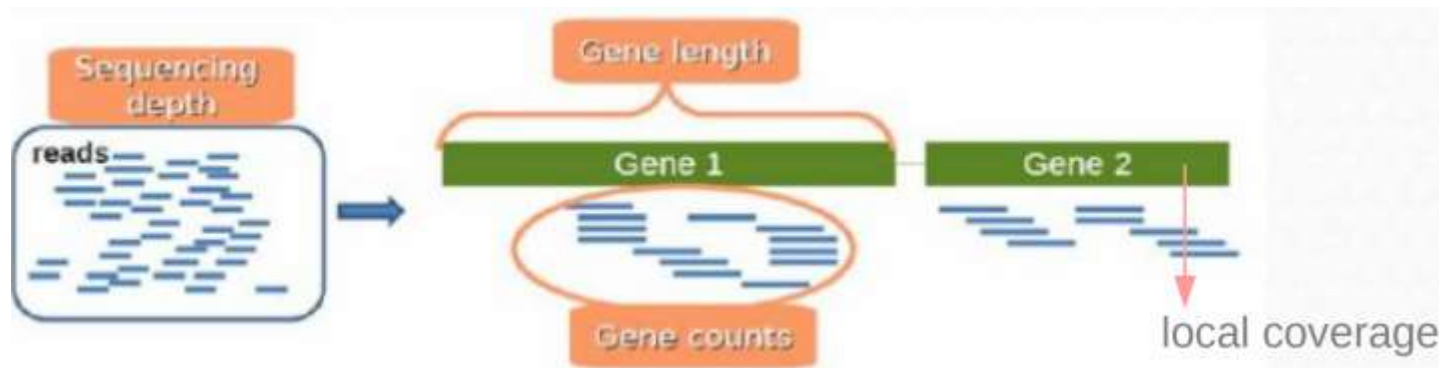 Sequencing
depth
reads
Gene length
Gene 1
Gene 2
Gene counts
local coverage